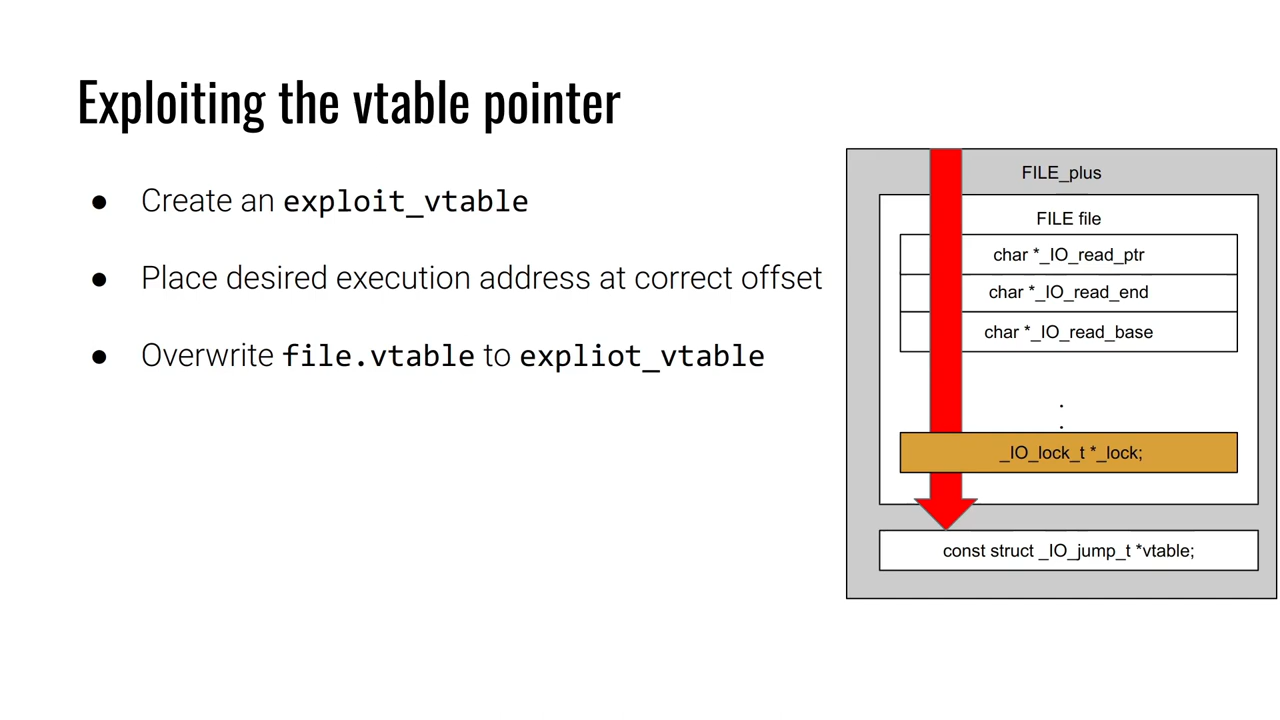 Exploiting the vtable pointer
● Create an exploit_vtable
● Place desired execution address at correct offset
● Overwrite file.vtable to expliot_vtable
FILE_plus
FILE file
char *_IO_read_ptr
char *_IO_read_end
char *_IO_read_base
.
.
_IO_lock_t *_lock;
const struct _IO_jump_t *vtable;